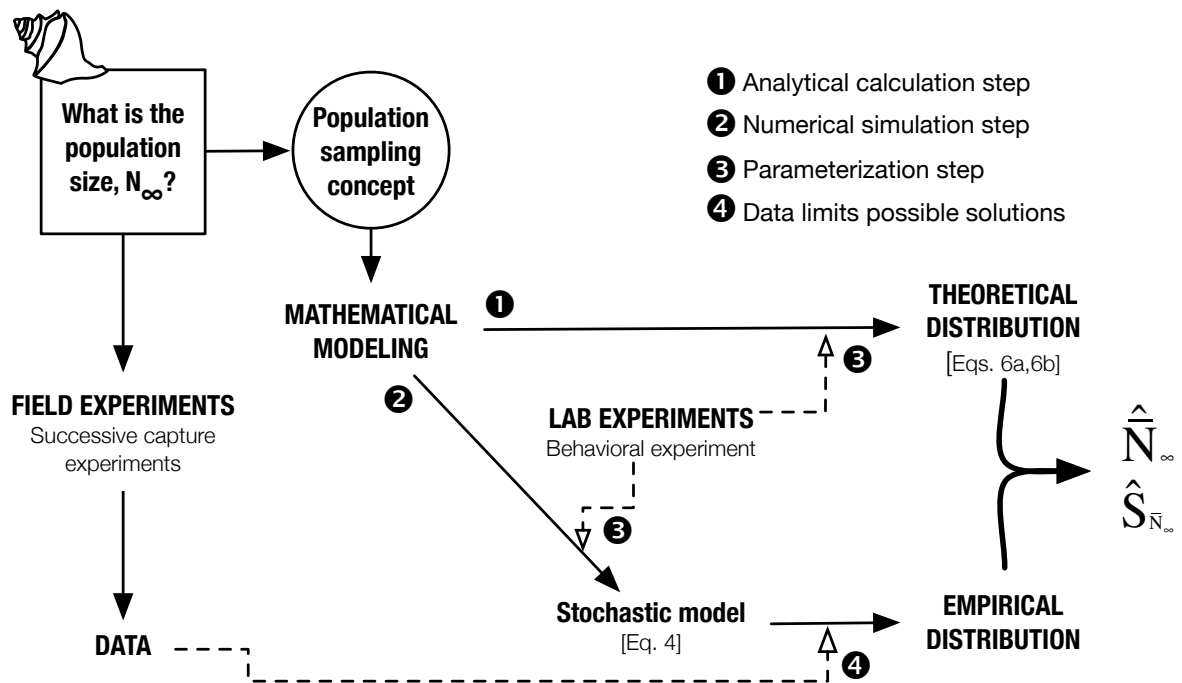 What is the
population
size, N∞?
Population
sampling
concept
❶ Analytical calculation step
❷ Numerical simulation step
❸ Parameterization step
❹ Data limits possible solutions
MATHEMATICAL
MODELING
❶
THEORETICAL
DISTRIBUTION
[Eqs. 6a,6b]
❸
❷
FIELD EXPERIMENTS
Successive capture
experiments
LAB EXPERIMENTS
Behavioral experiment
❸
N̄̂∞
ŜN̄∞
Stochastic model
[Eq. 4]
EMPIRICAL
DISTRIBUTION
DATA
❹